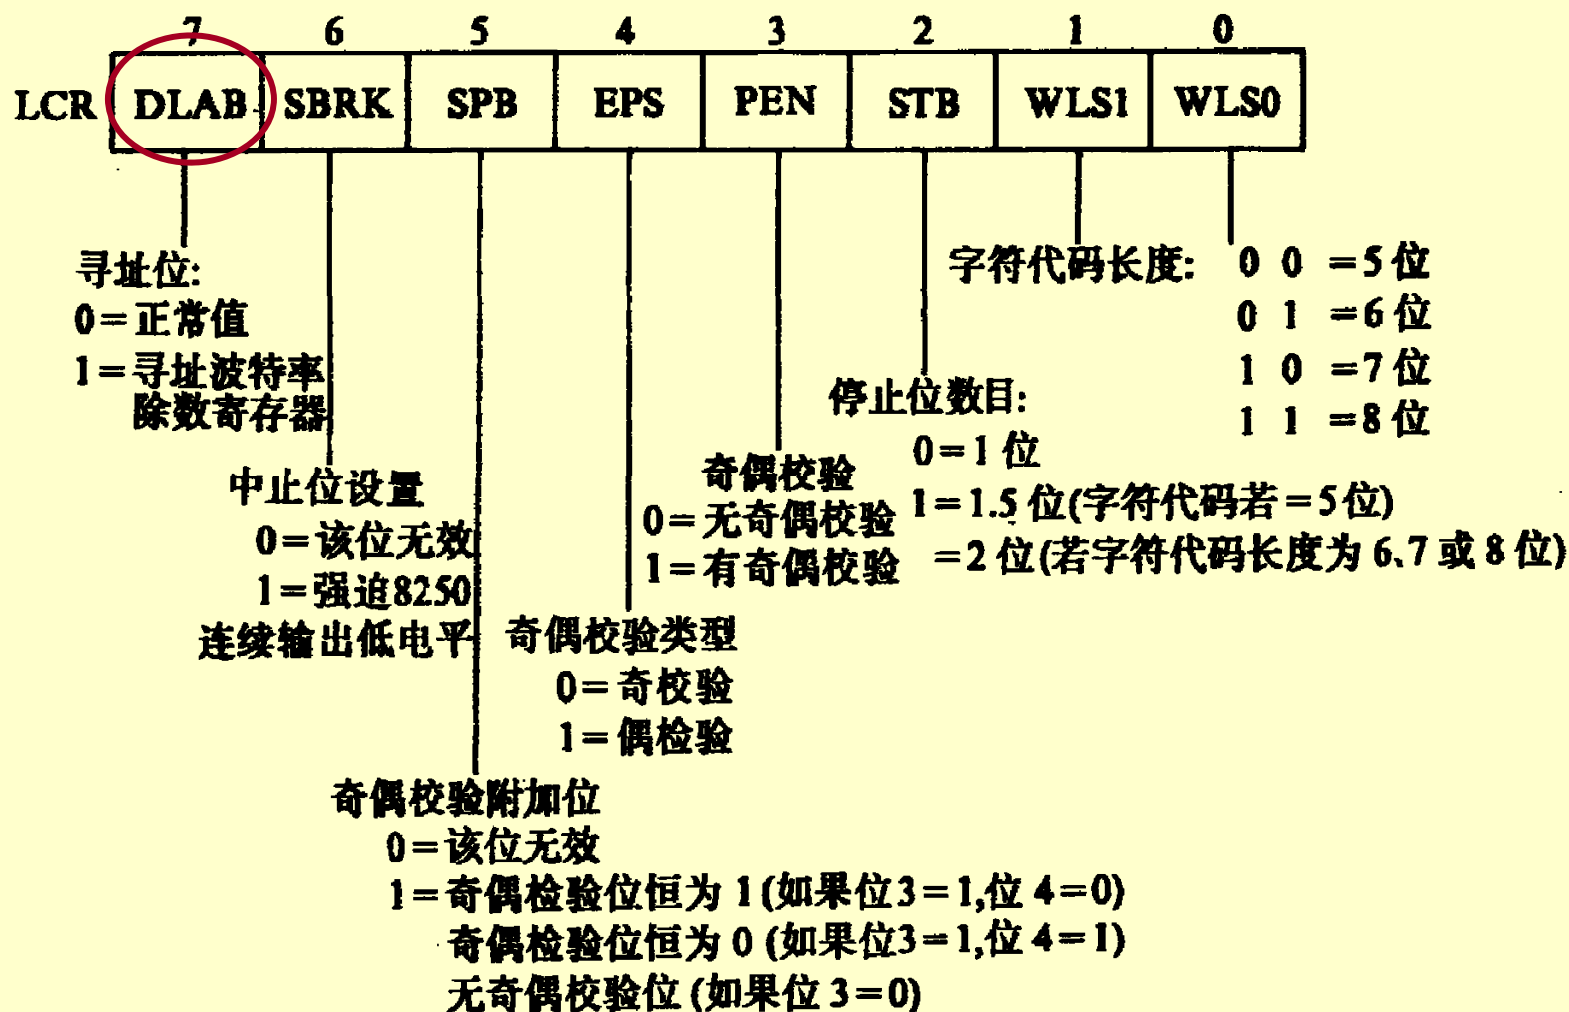 7 6 5 4 3 2 1 0
LCR DLAB SBRK SPB EPS PEN STB WLS1 WLS0
寻址位:
0=正常值
1=寻址波特率
除数寄存器
中止位设置
0=该位无效
1=强迫8250
连续输出低电平
奇偶校验附加位
0=该位无效
1=奇偶检验位恒为 1 (如果位3=1,位 4=0)
奇偶检验位恒为 0 (如果位3=1,位 4=1)
无奇偶校验位 (如果位 3=0)
奇偶校验类型
0=奇校验
1=偶检验
奇偶校验
0=无奇偶校验
1=有奇偶校验
停止位数目:
0=1 位
1=1.5 位(字符代码若=5位)
=2 位(若字符代码长度为 6、7 或 8 位)
字符代码长度: 0 0 =5 位
0 1 =6 位
1 0 =7 位
1 1 =8 位